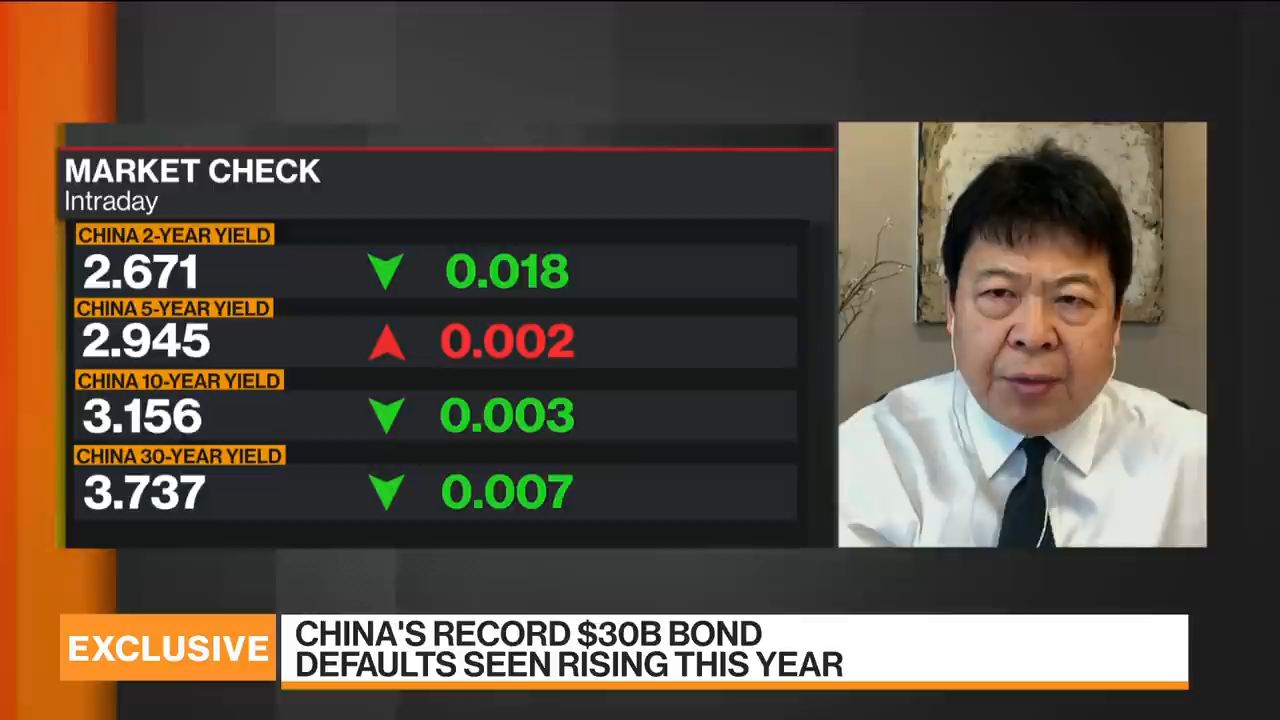 MARKET CHECK
Intraday
CHINA 2-YEAR YIELD
2.671 0.018
CHINA 5-YEAR YIELD
2.945 0.002
CHINA 10-YEAR YIELD
3.156 0.003
CHINA 30-YEAR YIELD
3.737 0.007
EXCLUSIVE
CHINA'S RECORD $30B BOND
DEFAULTS SEEN RISING THIS YEAR